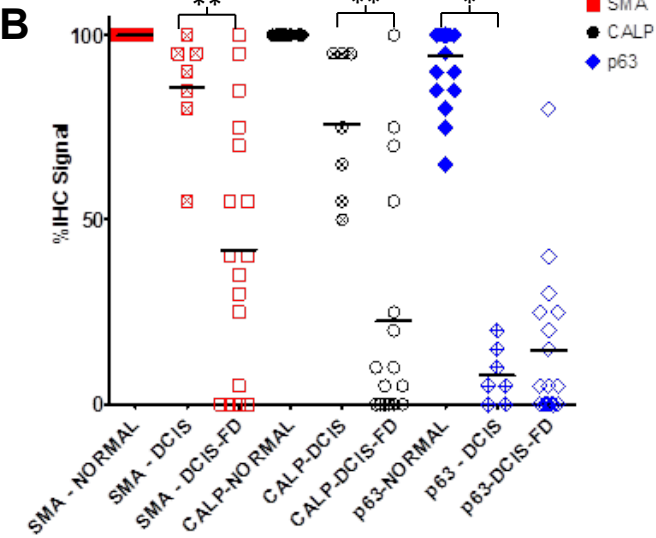 B
** ** *
SMA
CALP
p63
%IHC Signal
100
50
0
SMA - NORMAL
SMA - DCIS
SMA - DCIS-FD
CALP-NORMAL
CALP-DCIS
CALP-DCIS-FD
p63-NORMAL
p63 - DCIS
p63-DCIS-FD